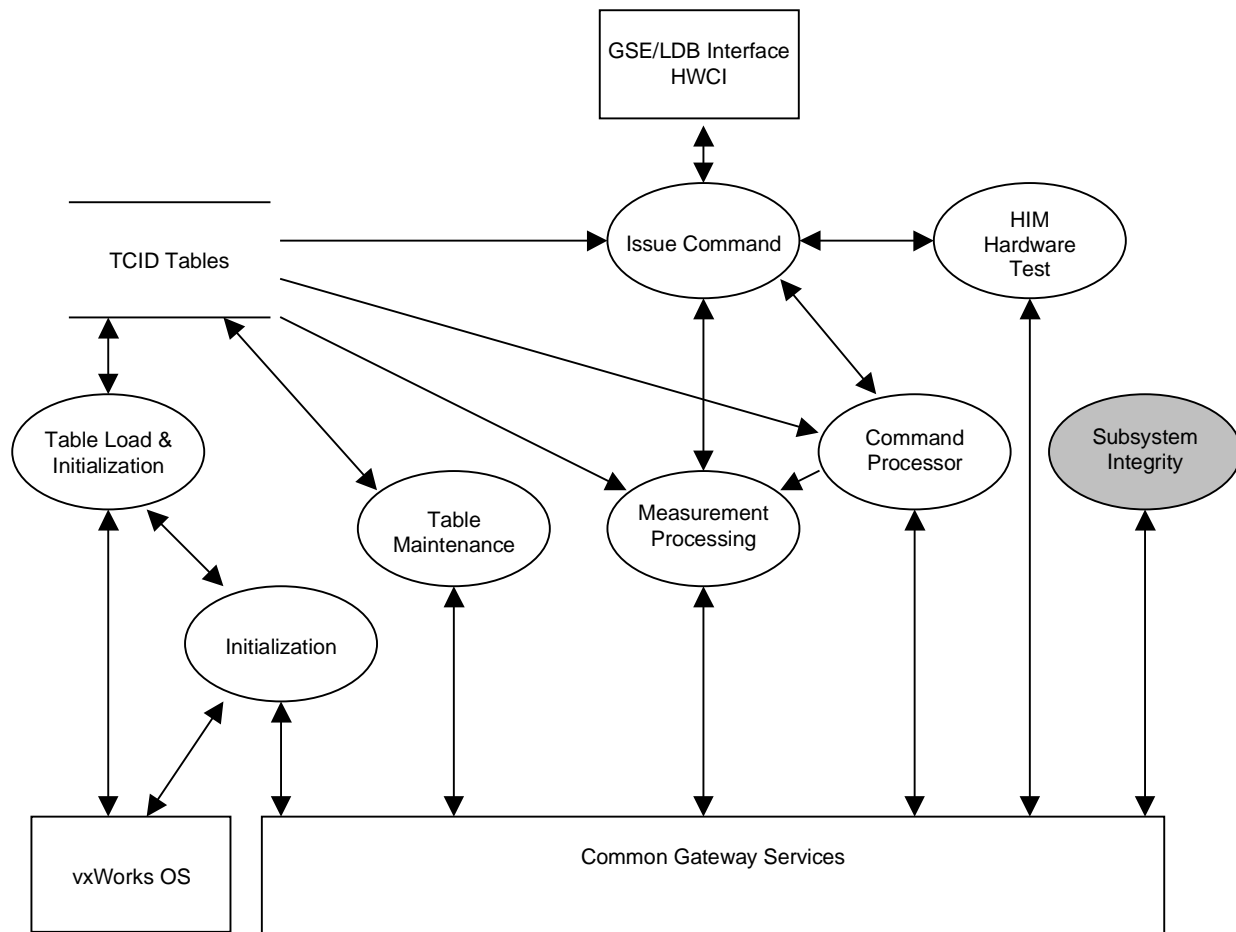 GSE/LDB Interface
HWCI
TCID Tables
Issue Command
HIM
Hardware
Test
Table Load &
Initialization
Command
Processor
Subsystem
Integrity
Table
Maintenance
Measurement
Processing
Initialization
vxWorks OS
Common Gateway Services